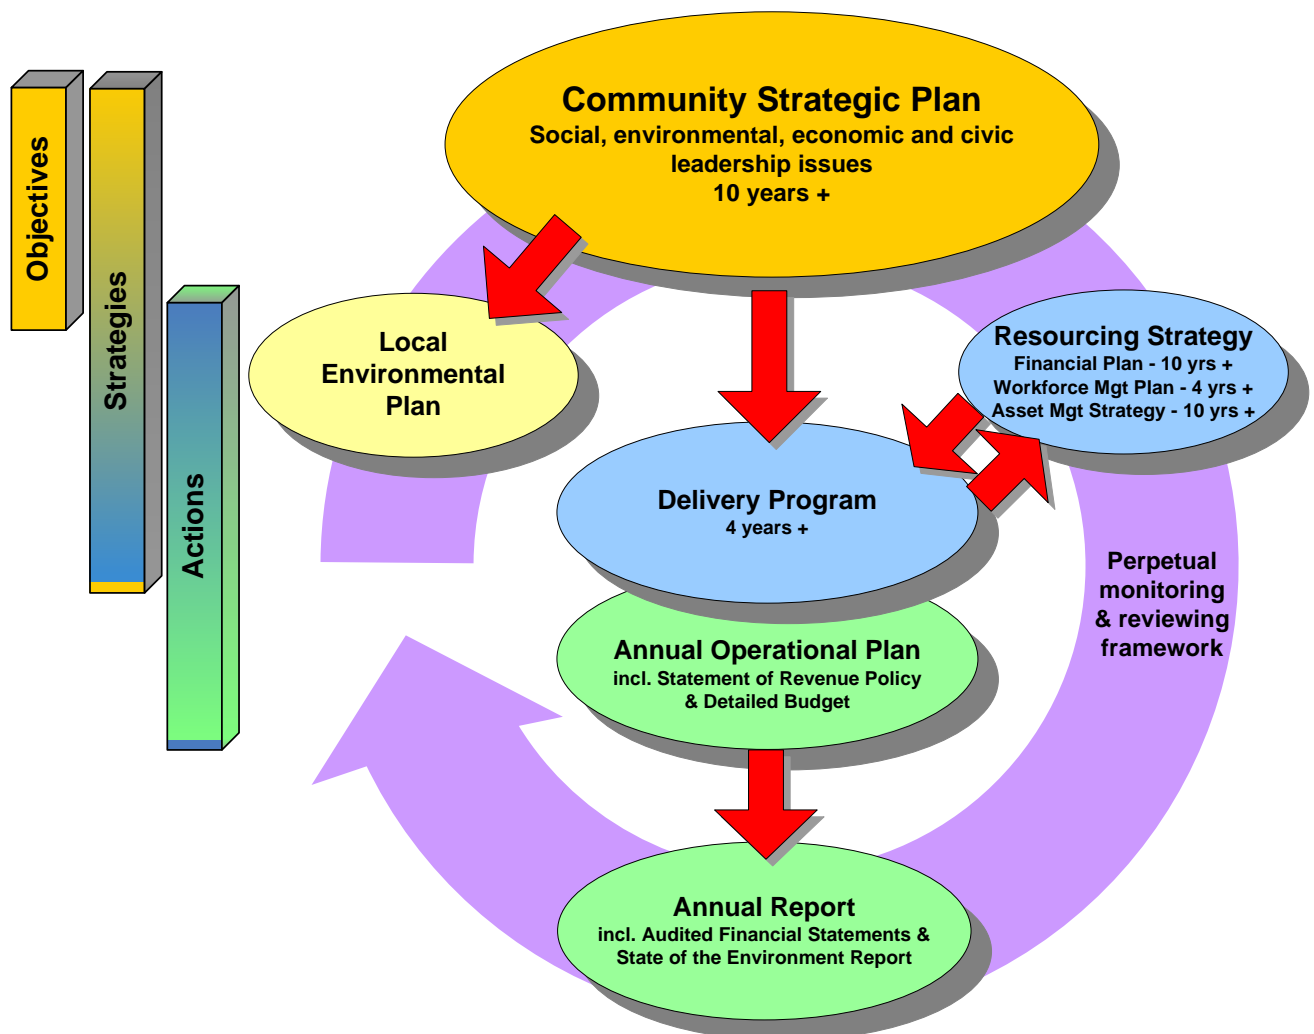 Objectives
Strategies
Actions
Community Strategic Plan
Social, environmental, economic and civic
leadership issues
10 years +
Local
Environmental
Plan
Resourcing Strategy
Financial Plan - 10 yrs +
Workforce Mgt Plan - 4 yrs +
Asset Mgt Strategy - 10 yrs +
Delivery Program
4 years +
Perpetual
monitoring
& reviewing
framework
Annual Operational Plan
incl. Statement of Revenue Policy
& Detailed Budget
Annual Report
incl. Audited Financial Statements &
State of the Environment Report